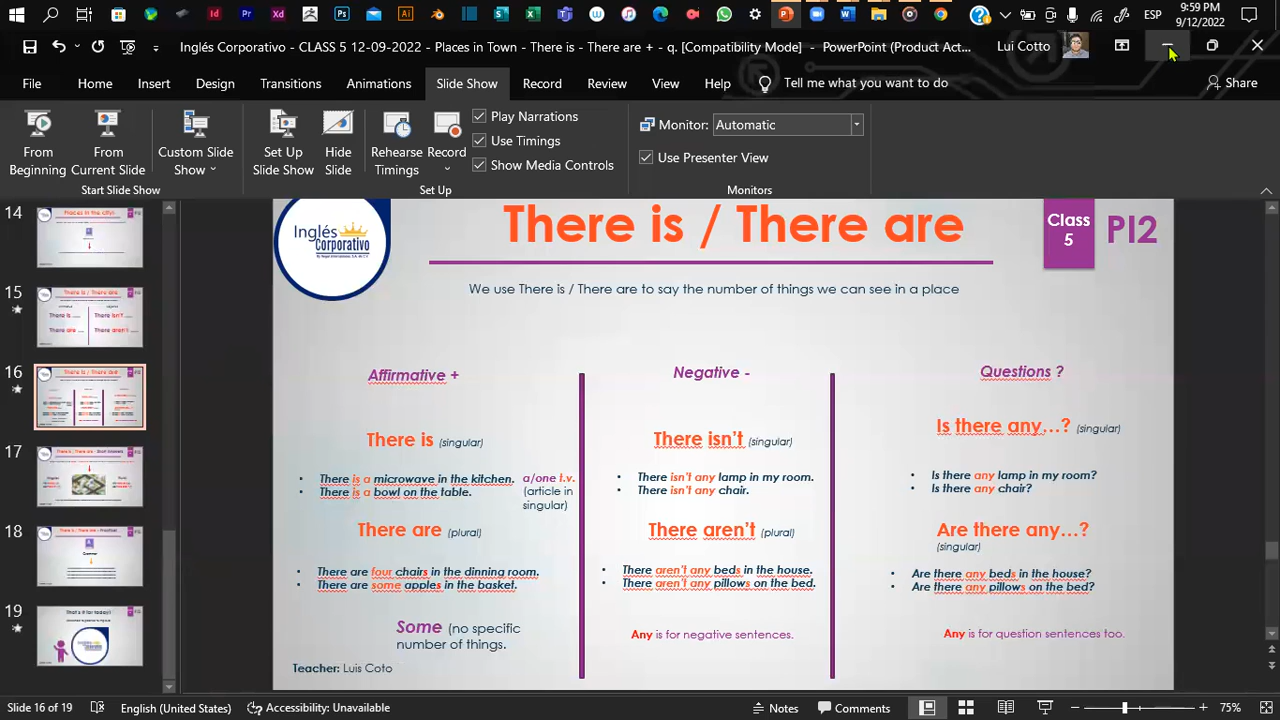 9:59 PM
ESP
9/12/2022
Inglés Corporativo - CLASS 5 12-09-2022 - Places in Town - There is - There are + - q. [Compatibility Mode] - PowerPoint (Product Act...
Lui Cotto
File Home Insert Design Transitions Animations Slide Show Record Review View Help Tell me what you want to do Share
From Beginning
From Current Slide
Custom Slide Show
Set Up Slide Show
Hide Slide
Rehearse Timings
Record
Play Narrations
Use Timings
Show Media Controls
Monitor: Automatic
Use Presenter View
Start Slide Show
Set Up
Monitors
14
15
16
17
18
19
Inglés
Corporativo
There is / There are
Class
5
PI2
We use There is / There are to say the number of things we can see in a place
Affirmative +
There is (singular)
There is a microwave in the kitchen.
There is a bowl on the table.
a/one t.v.
(article in
singular)
There are (plural)
There are four chairs in the dinning room.
There are some apples in the basket.
Some (no specific
number of things.
Negative -
There isn't (singular)
There isn't any lamp in my room.
There isn't any chair.
There aren't (plural)
There aren't any beds in the house.
There aren't any pillows on the bed.
Any is for negative sentences.
Questions ?
Is there any…? (singular)
Is there any lamp in my room?
Is there any chair?
Are there any…?
(singular)
Are there any beds in the house?
Are there any pillows on the bed?
Any is for question sentences too.
Teacher: Luis Coto
Slide 16 of 19 English (United States) Accessibility: Unavailable Notes Comments 75%